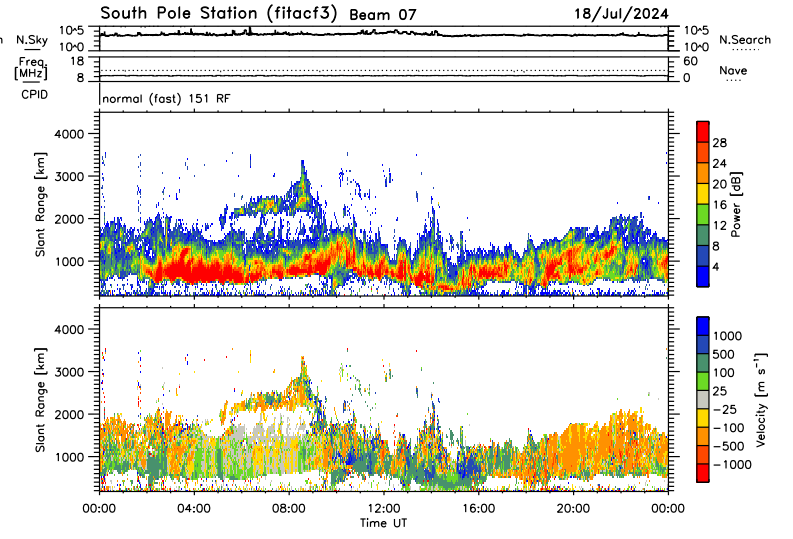 South Pole Station (fitacf3) Beam 07 18/Jul/2024
N.Sky 10^5 10^0 10^5 10^0 N.Search
Freq. [MHz] 18 8 60 0 Nave
CPID normal (fast) 151 RF
4000
3000
2000
1000
Slant Range [km]
28
24
20
16
12
8
4
Power [dB]
4000
3000
2000
1000
Slant Range [km]
1000
500
100
25
-25
-100
-500
-1000
Velocity [m s⁻¹]
00:00 04:00 08:00 12:00 16:00 20:00 00:00
Time UT